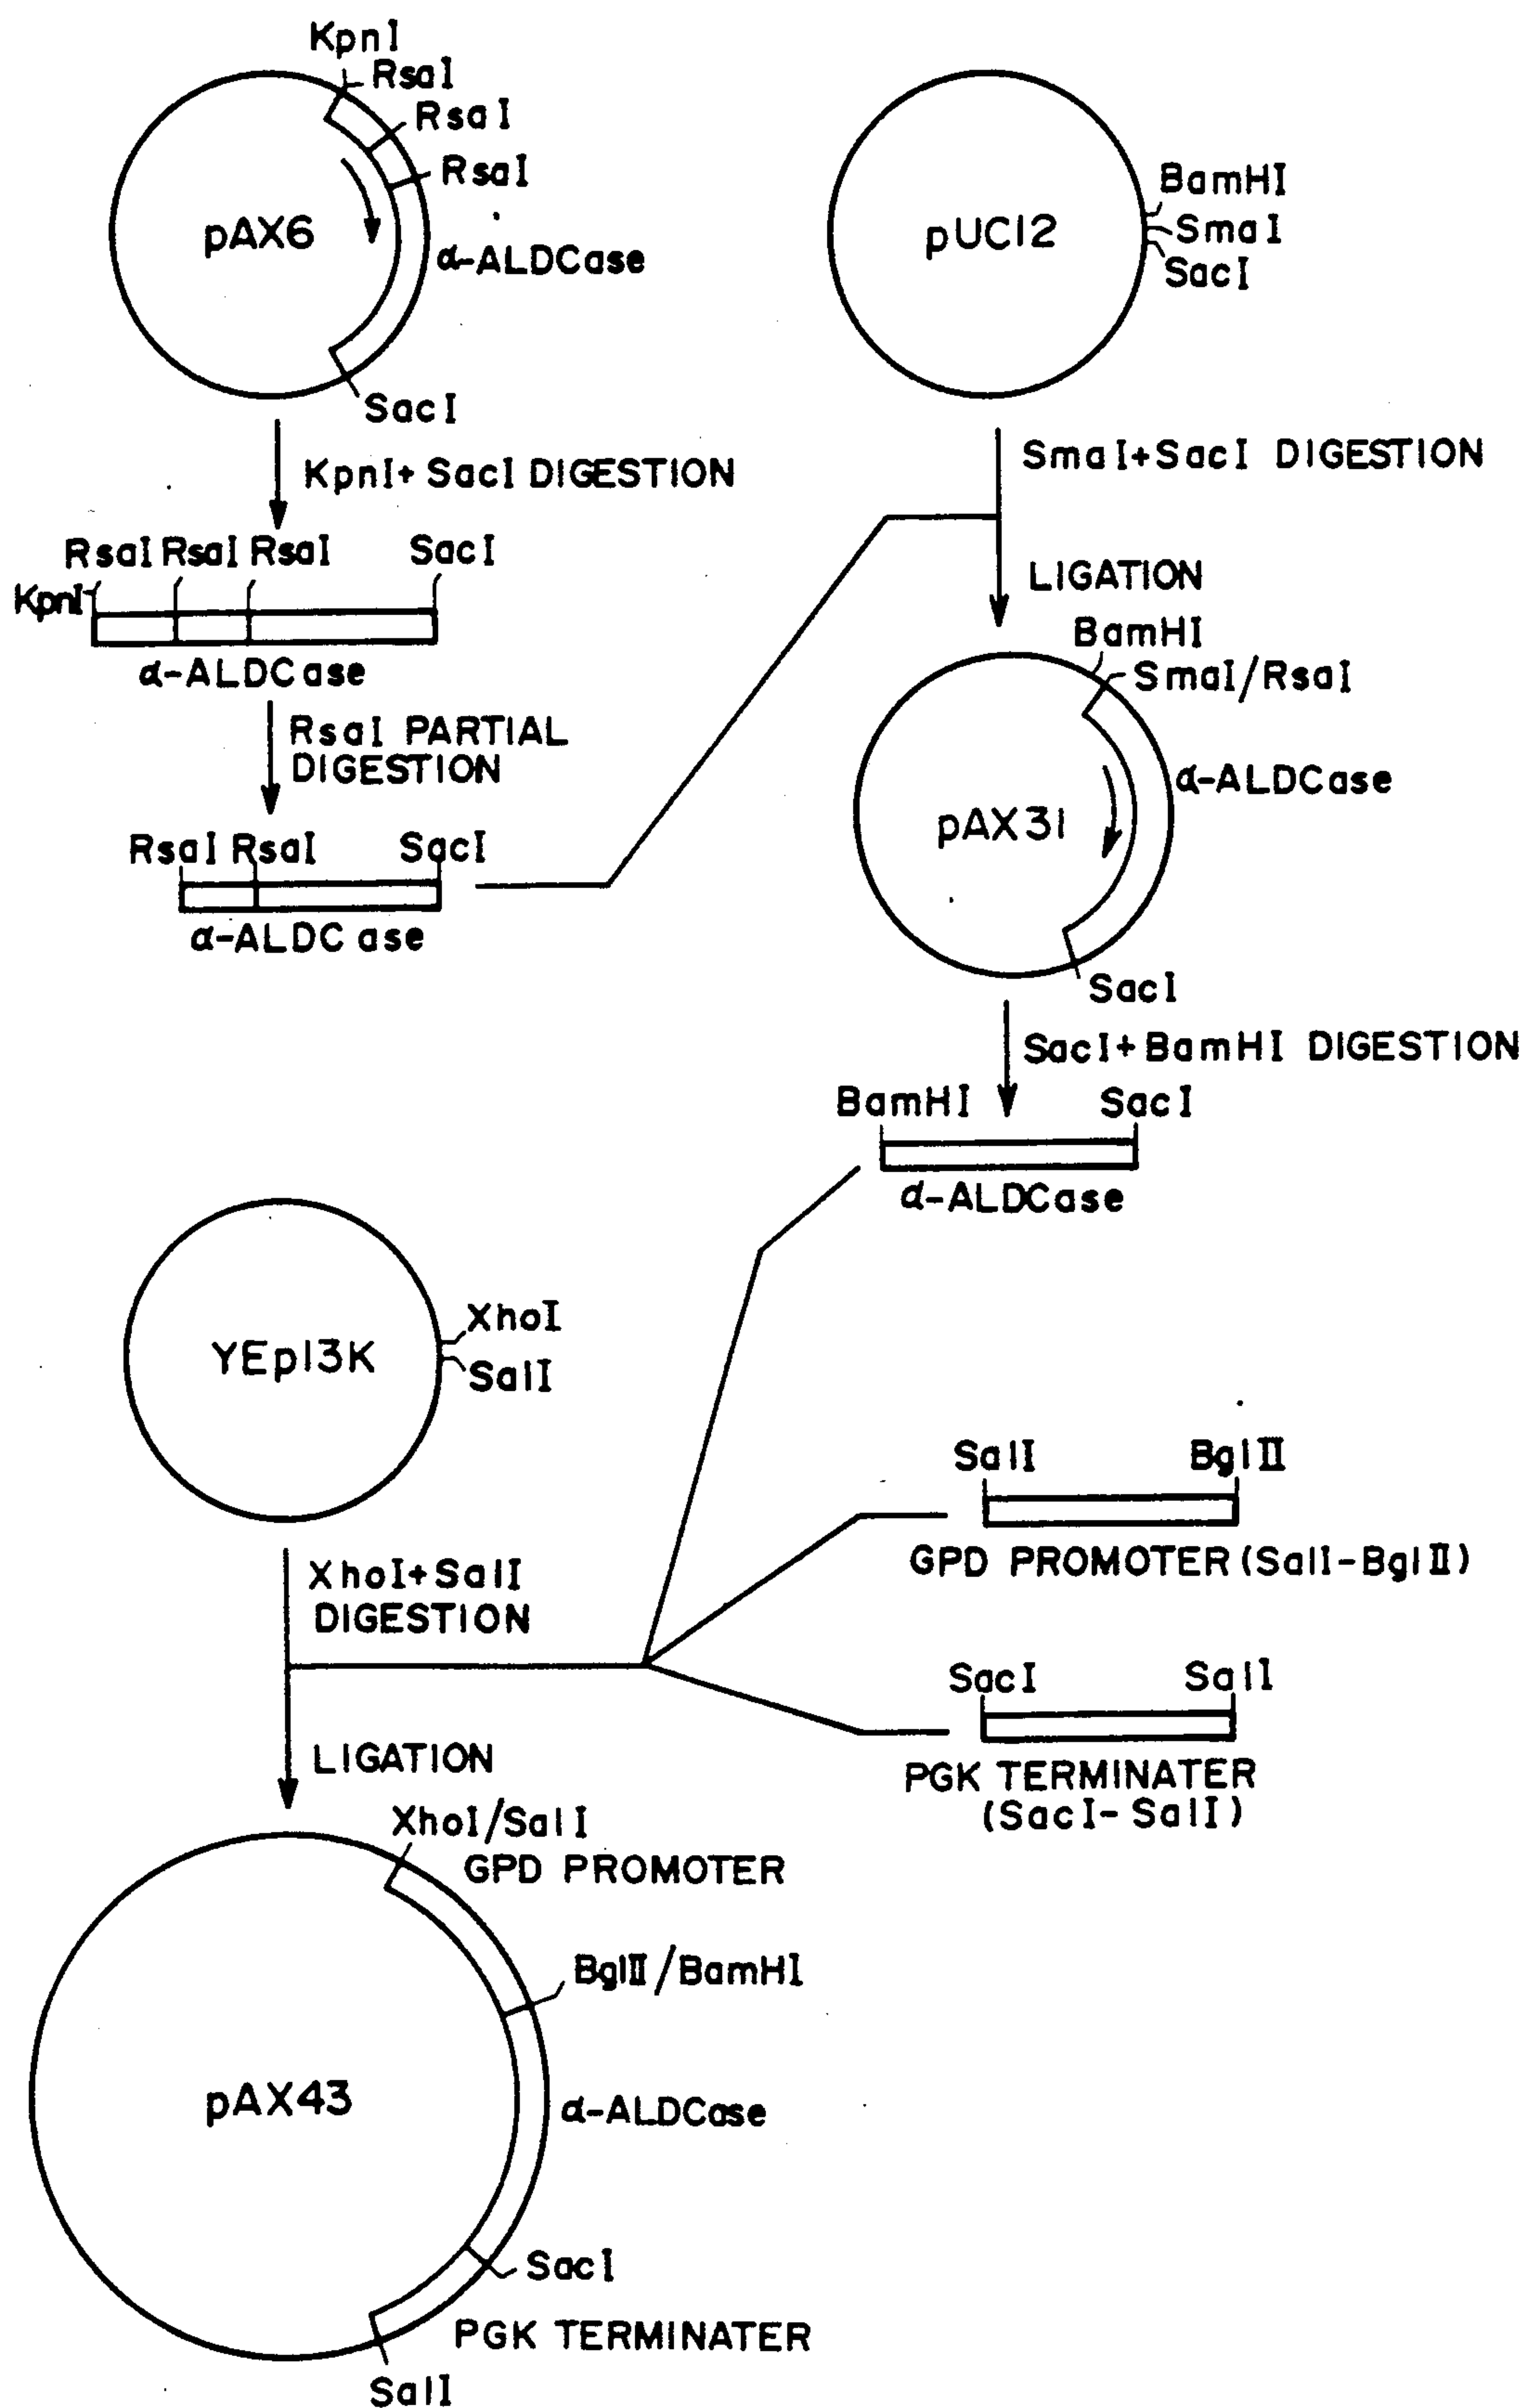 KpnI
RsaI
RsaI
RsaI
pAX6
α-ALDCase
SacI
pUC12
BamHI
SmaI
SacI
KpnI+ SacI DIGESTION
SmaI+SacI DIGESTION
RsaI RsaI RsaI SacI
KpnI
α-ALDCase
LIGATION
RsaI PARTIAL
DIGESTION
RsaI RsaI SacI
α-ALDCase
BamHI
SmaI/RsaI
α-ALDCase
pAX31
SacI
SacI+BamHI DIGESTION
BamHI SacI
α-ALDCase
YEp13K
XhoI
SalI
SalI BglII
GPD PROMOTER (SalI-BglII)
XhoI+SalI
DIGESTION
SacI SalI
PGK TERMINATER
(SacI-SalI)
LIGATION
XhoI/SalI
GPD PROMOTER
BglII/BamHI
pAX43
α-ALDCase
SacI
PGK TERMINATER
SalI